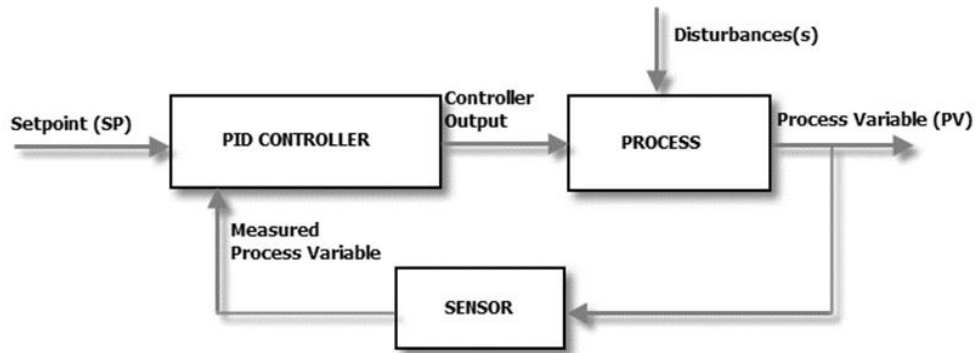 Disturbances(s)
Setpoint (SP)
PID CONTROLLER
Controller
Output
PROCESS
Process Variable (PV)
Measured
Process Variable
SENSOR